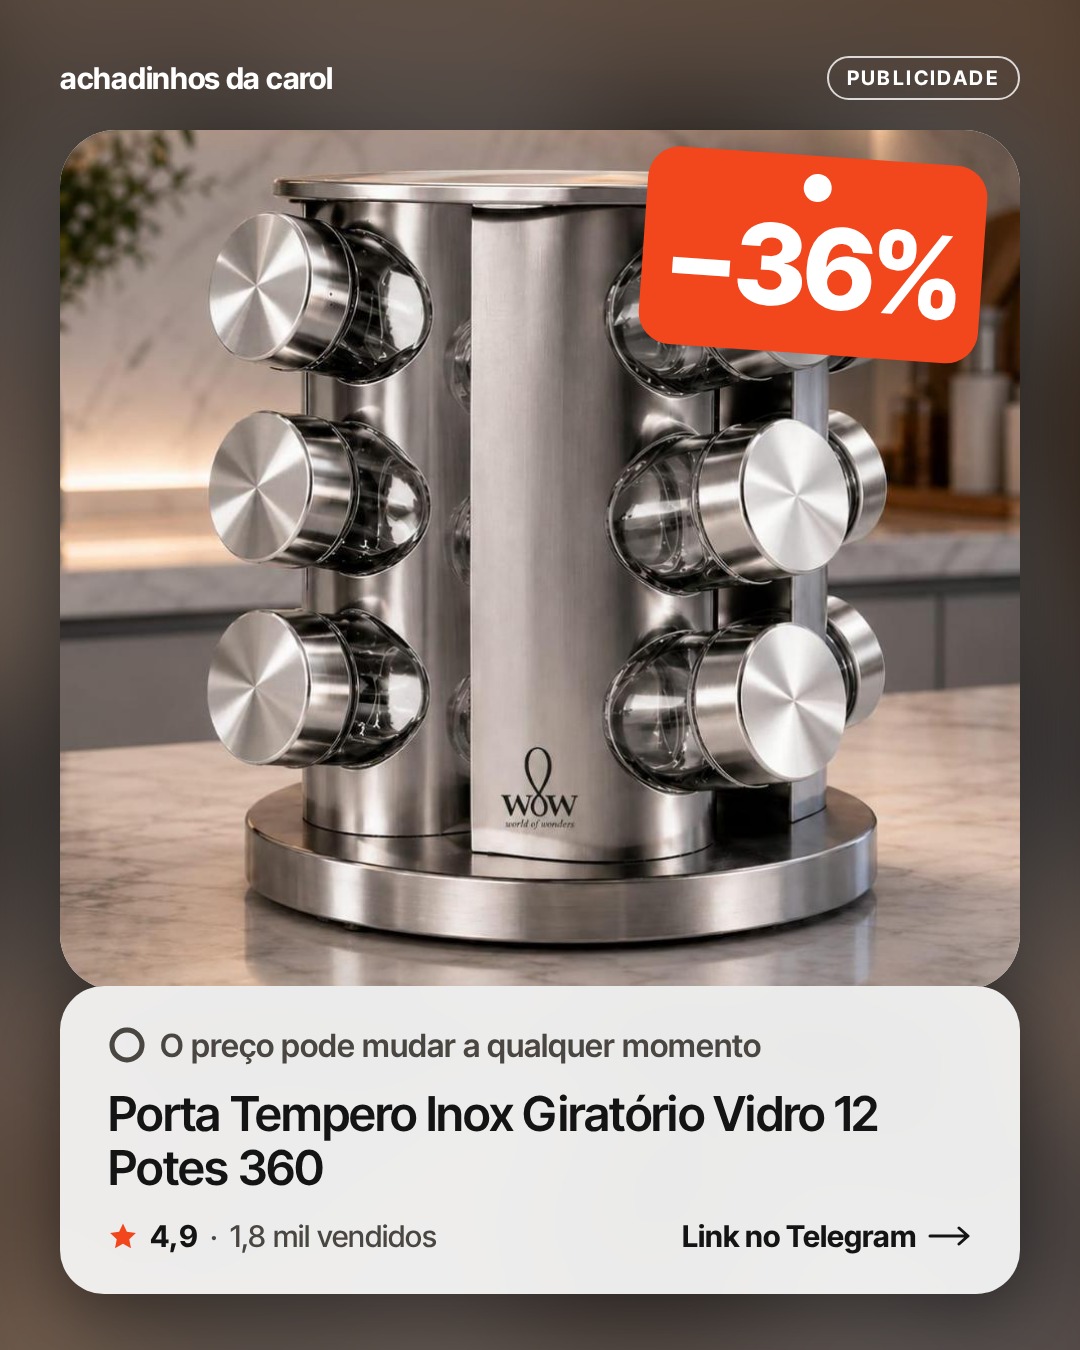 achadinhos da carol
PUBLICIDADE
-36%
wow
world of wonders
O preço pode mudar a qualquer momento
Porta Tempero Inox Giratório Vidro 12
Potes 360
4,9 · 1,8 mil vendidos
Link no Telegram →